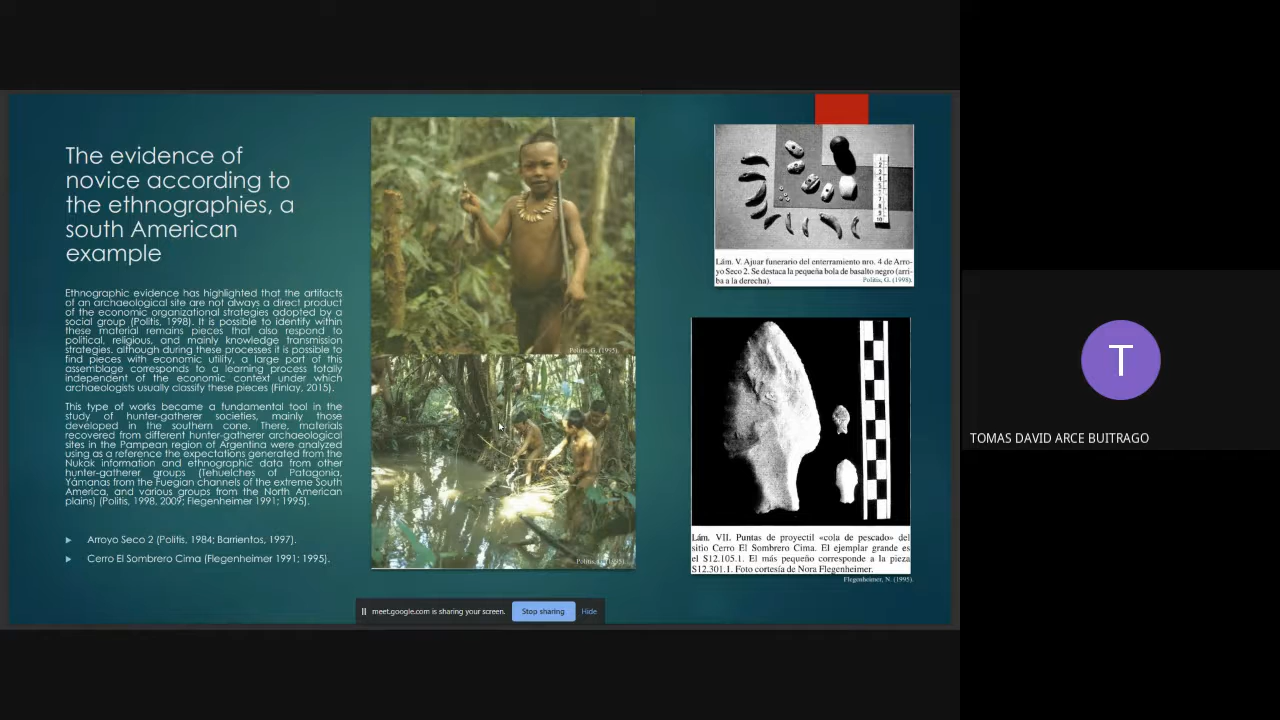 The evidence of
novice according to
the ethnographies, a
south American
example
Ethnographic evidence has highlighted that the artifacts
of an archaeological site are not always a direct product
of the economic organizational strategies adopted by a
social group (Politis, 1998). It is possible to identify within
these material remains pieces that also respond to
political, religious, and mainly knowledge transmission
strategies, although during these processes it is possible to
find pieces with economic utility, a large part of this
assemblage corresponds to a learning process totally
independent of the economic context under which
archaeologists usually classify these pieces (Finlay, 2015).
This type of works became a fundamental tool in the
study of hunter-gatherer societies, mainly those
developed in the southern cone. There, materials
recovered from different hunter-gatherer archaeological
sites in the Pampean region of Argentina were analyzed
using as a reference the expectations generated from the
Nukak information and ethnographic data from other
hunter-gatherer groups (Tehuelches of Patagonia,
Yámanas from the Fuegian channels of the extreme South
America, and various groups from the North American
plains) (Politis, 1998, 2009; Flegenheimer 1991; 1995).
Arroyo Seco 2 (Politis, 1984; Barrientos, 1997).
Cerro El Sombrero Cima (Flegenheimer 1991; 1995).
Politis, G. (1995).
Politis, G. (1995)
Lám. V. Ajuar funerario del enterramiento nro. 4 de Arro-
yo Seco 2. Se destaca la pequeña bola de basalto negro (arri-
ba a la derecha).
Politis, G. (1998).
Lám. VII. Puntas de proyectil «cola de pescado» del
sitio Cerro El Sombrero Cima. El ejemplar grande es
el S12.105.1. El más pequeño corresponde a la pieza
S12.301.1. Foto cortesía de Nora Flegenheimer.
Flegenheimer, N. (1995).
meet.google.com is sharing your screen.
Stop sharing
Hide
T
TOMAS DAVID ARCE BUITRAGO